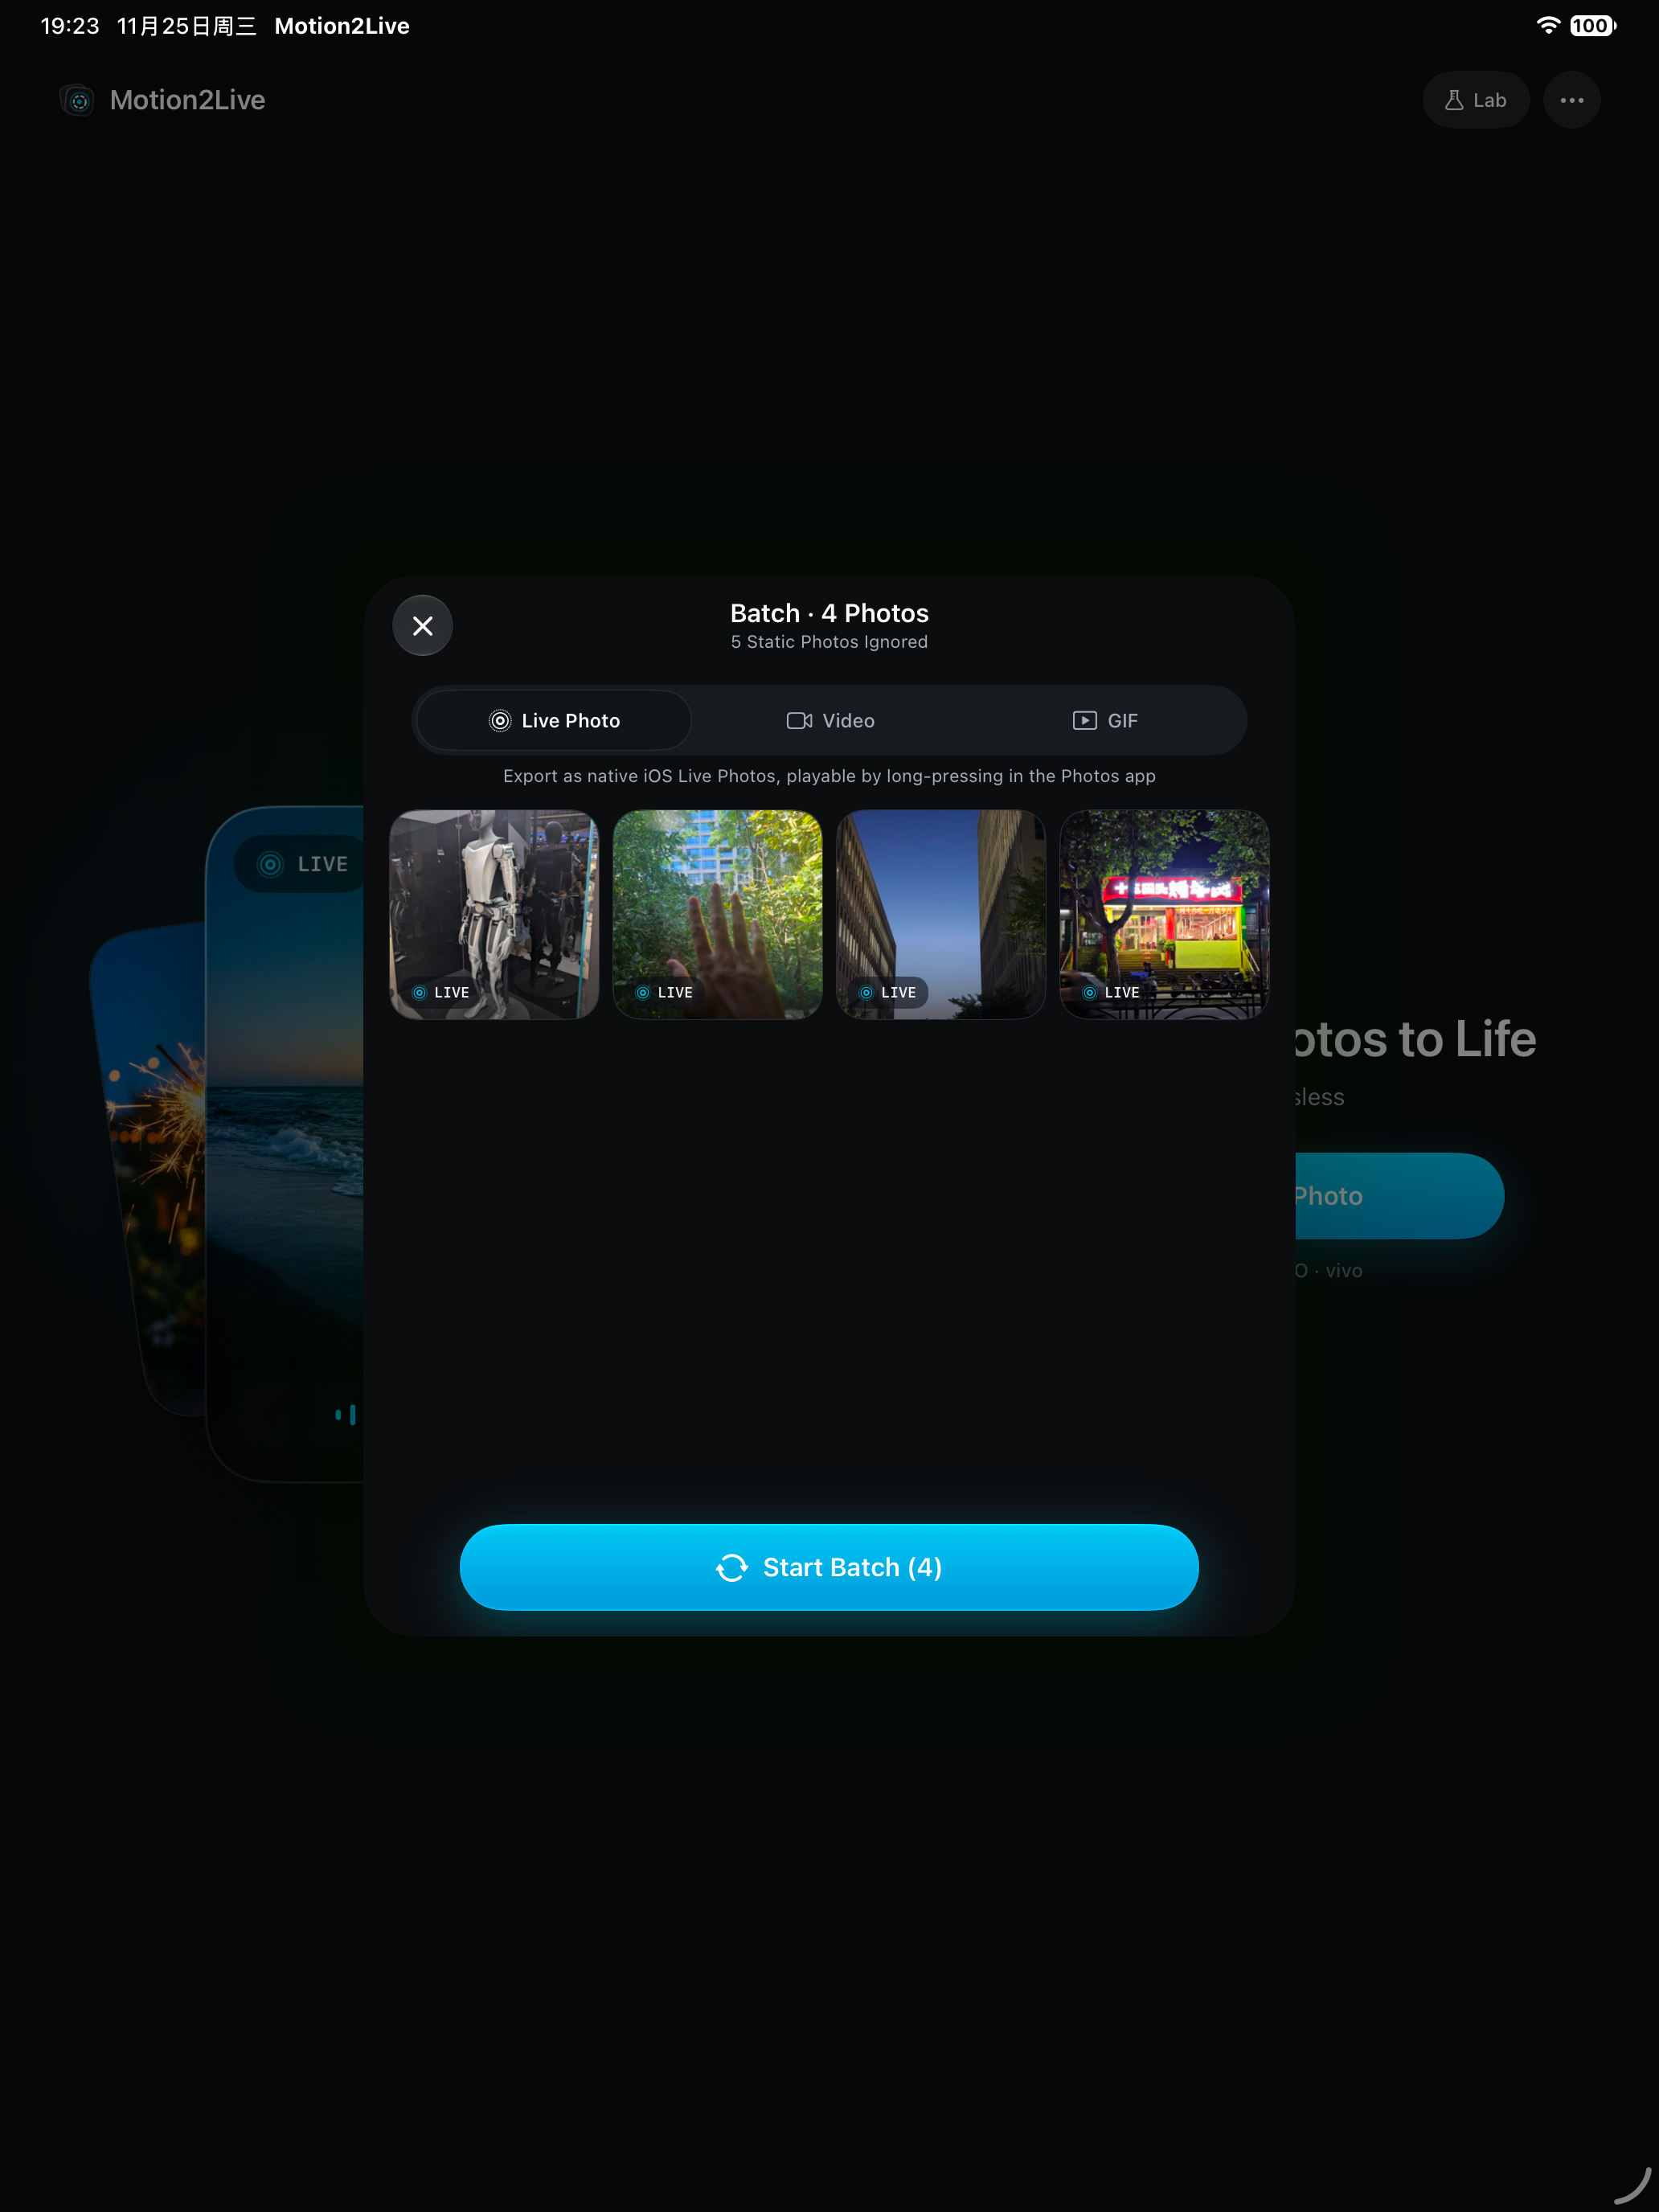 19:23 11月25日周三 Motion2Live 100
Motion2Live
Lab
Batch · 4 Photos
5 Static Photos Ignored
Live Photo
Video
GIF
Export as native iOS Live Photos, playable by long-pressing in the Photos app
LIVE
LIVE
LIVE
LIVE
LIVE
to Life
Photo
· vivo
Start Batch (4)